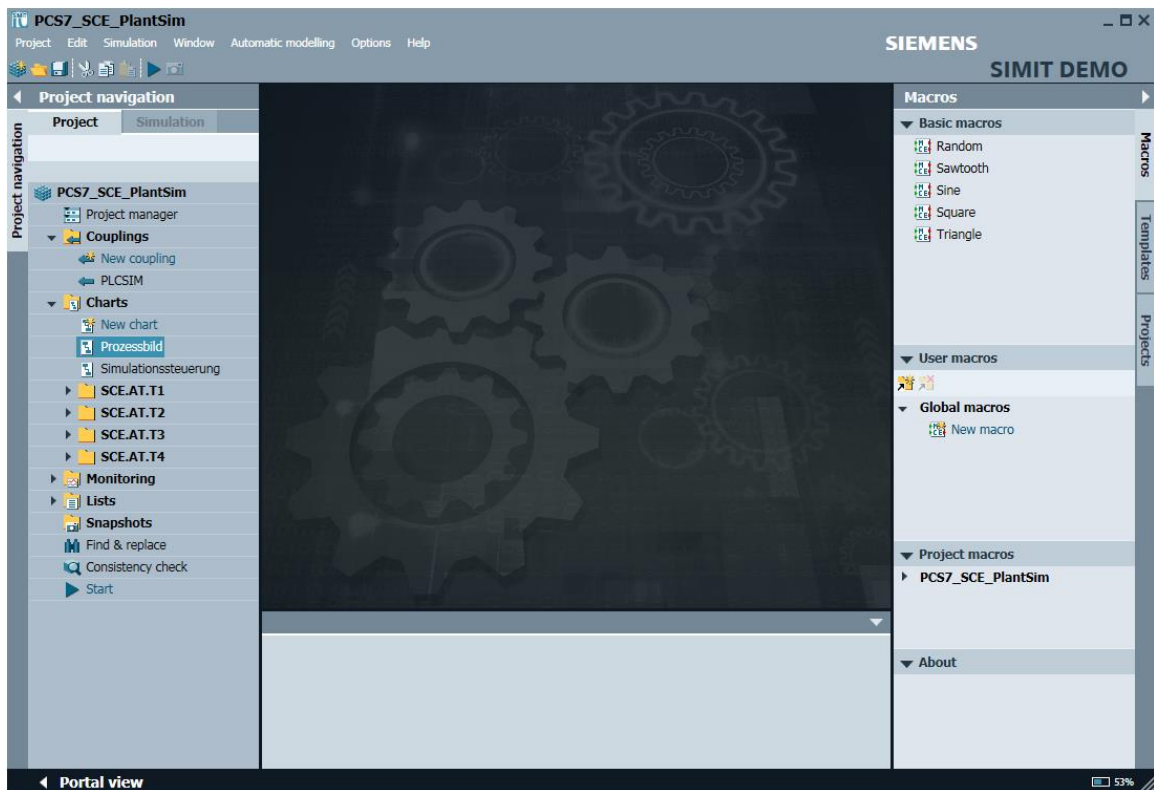 PCS7_SCE_PlantSim
Project Edit Simulation Window Automatic modelling Options Help
SIEMENS
SIMIT DEMO
Project navigation
Project navigation
Project Simulation
PCS7_SCE_PlantSim
Project manager
Couplings
New coupling
PLCSIM
Charts
New chart
Prozessbild
Simulationssteuerung
SCE.AT.T1
SCE.AT.T2
SCE.AT.T3
SCE.AT.T4
Monitoring
Lists
Snapshots
Find & replace
Consistency check
Start
Macros
Basic macros
Random
Sawtooth
Sine
Square
Triangle
User macros
Global macros
New macro
Project macros
PCS7_SCE_PlantSim
About
Macros
Templates
Projects
Portal view
53%